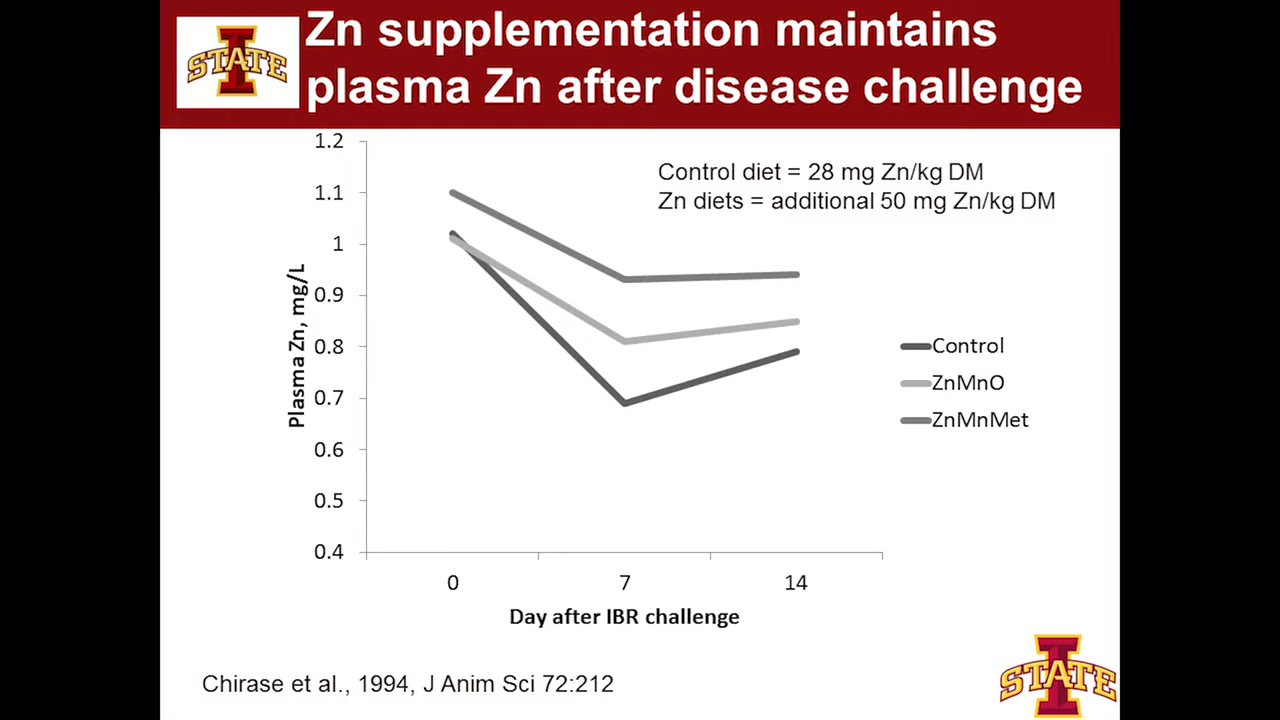 STATE
Zn supplementation maintains
plasma Zn after disease challenge
Control diet = 28 mg Zn/kg DM
Zn diets = additional 50 mg Zn/kg DM
Plasma Zn, mg/L
1.2
1.1
1
0.9
0.8
0.7
0.6
0.5
0.4
0 7 14
Day after IBR challenge
Control
ZnMnO
ZnMnMet
Chirase et al., 1994, J Anim Sci 72:212
STATE